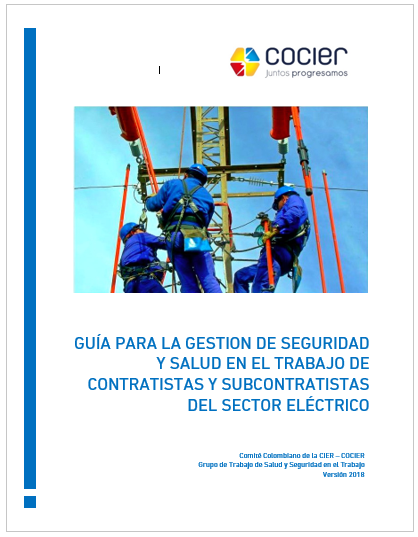 cocier
juntos progresamos
GUÍA PARA LA GESTION DE SEGURIDAD
Y SALUD EN EL TRABAJO DE
CONTRATISTAS Y SUBCONTRATISTAS
DEL SECTOR ELÉCTRICO
Comité Colombiano de la CIER – COCIER
Grupo de Trabajo de Salud y Seguridad en el Trabajo
Versión 2018